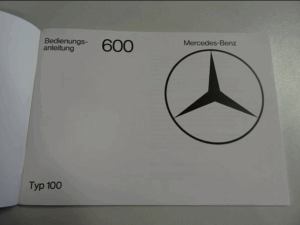 Bedienungs-
anleitung
600
Mercedes-Benz
Typ 100